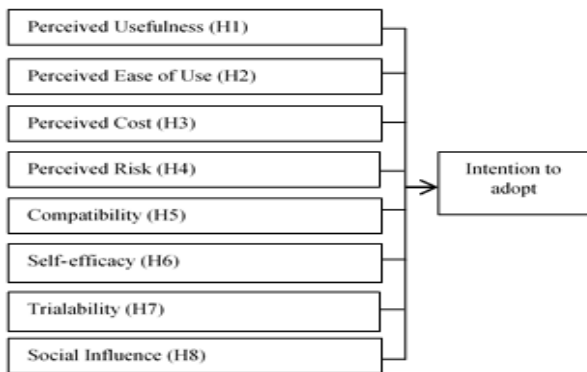 Perceived Usefulness (H1)
Perceived Ease of Use (H2)
Perceived Cost (H3)
Perceived Risk (H4)
Compatibility (H5)
Self-efficacy (H6)
Trialability (H7)
Social Influence (H8)
Intention to
adopt